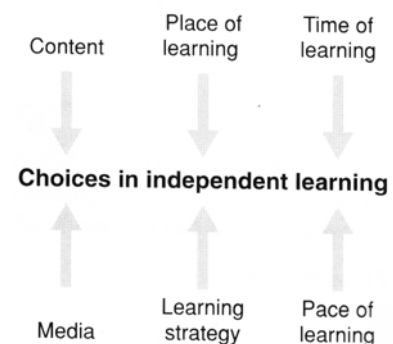 Content
Place of
learning
Time of
learning
Choices in independent learning
Media
Learning
strategy
Pace of
learning